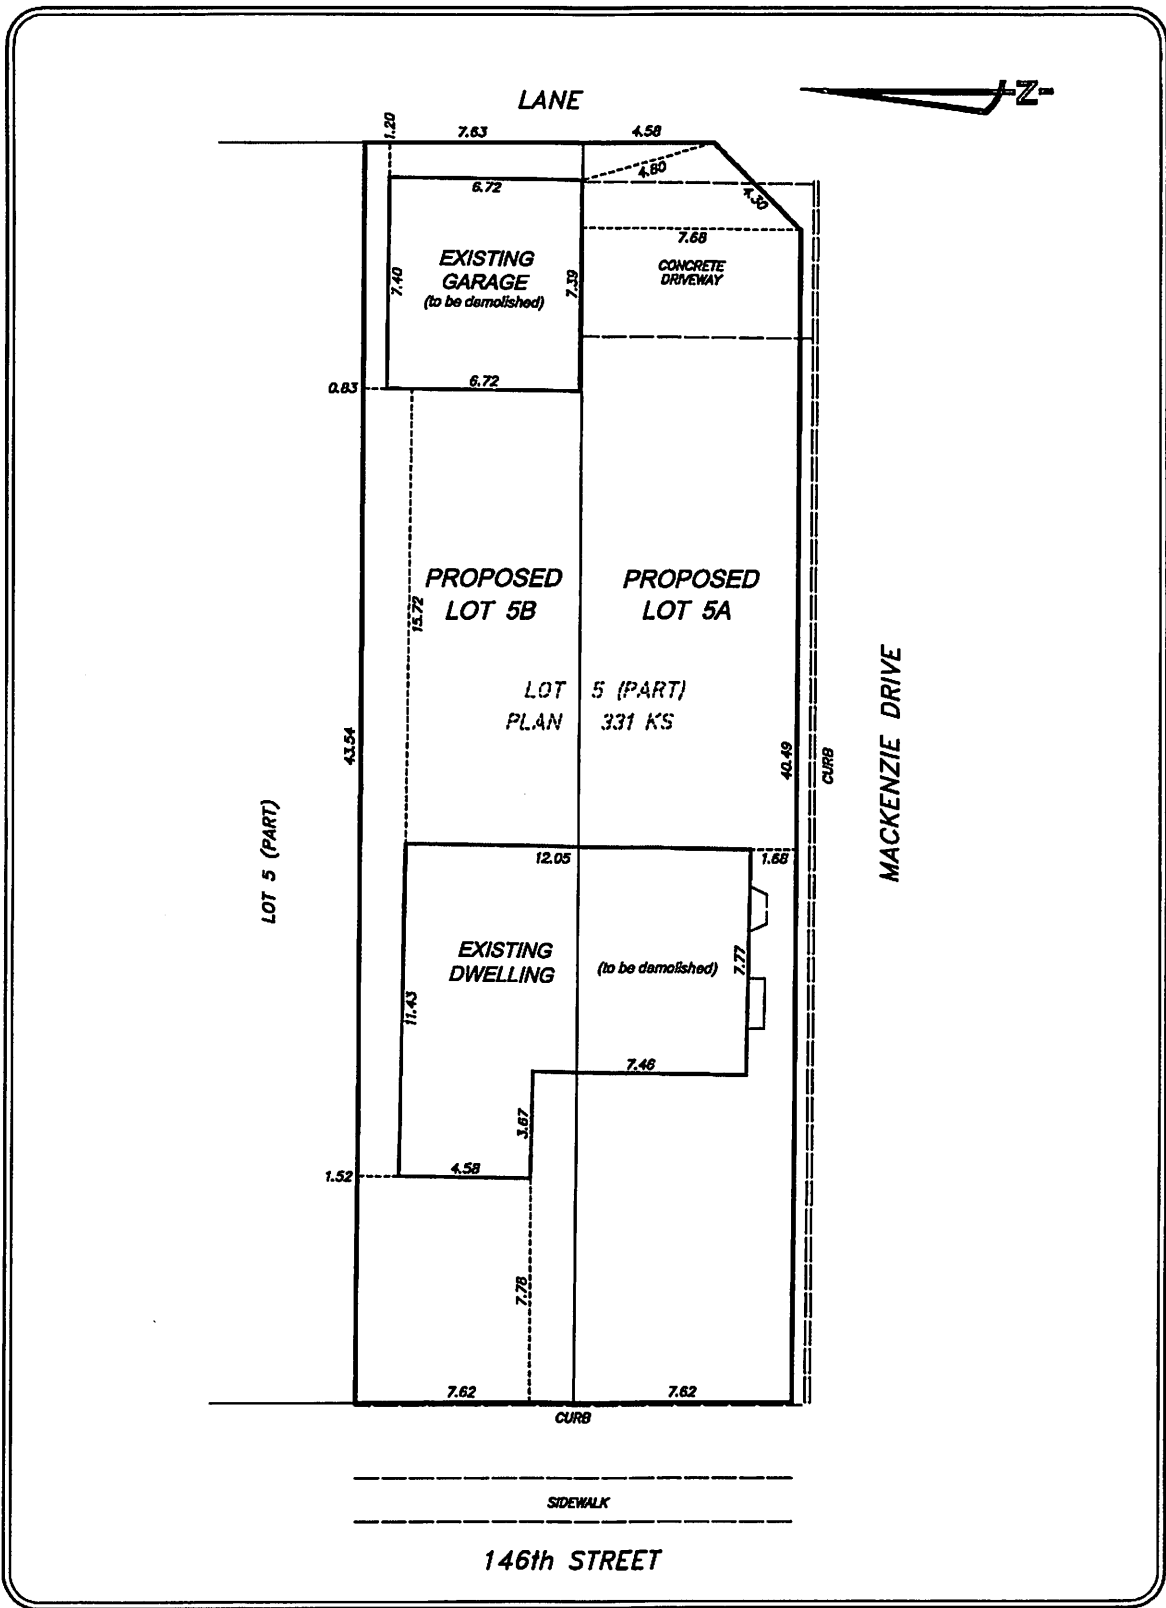 LANE
Z
1.20
7.63
4.58
4.80
4.30
6.72
7.68
EXISTING
GARAGE
(to be demolished)
7.40
7.39
CONCRETE
DRIVEWAY
0.83
6.72
PROPOSED
LOT 5B
PROPOSED
LOT 5A
15.72
LOT 5 (PART)
PLAN 331 KS
43.54
40.49
CURB
MACKENZIE DRIVE
LOT 5 (PART)
12.05
1.68
EXISTING
DWELLING
(to be demolished)
7.77
11.43
7.46
3.67
1.52
4.58
7.78
7.62
7.62
CURB
SIDEWALK
146th STREET